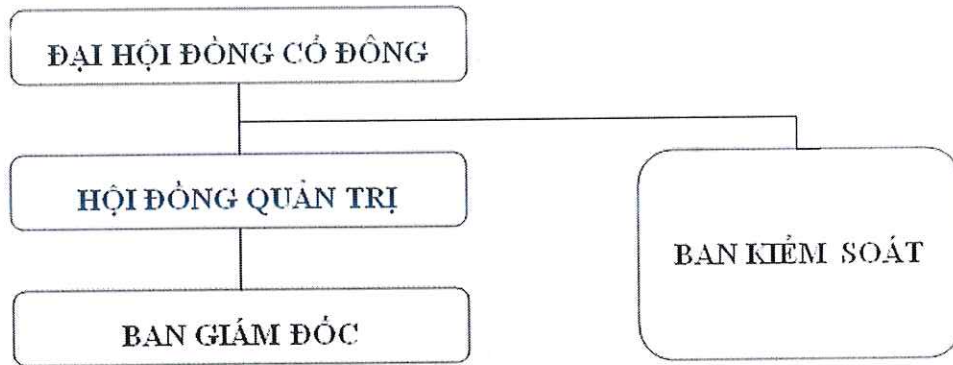 ĐẠI HỘI ĐỒNG CỔ ĐÔNG
HỘI ĐỒNG QUẢN TRỊ
BAN KIỂM SOÁT
BAN GIÁM ĐỐC